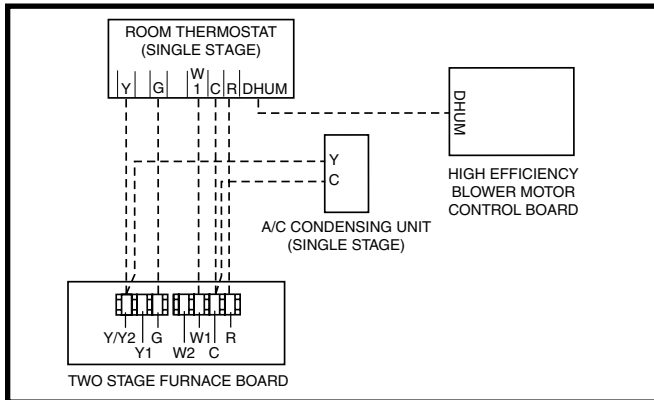 ROOM THERMOSTAT
(SINGLE STAGE)
Y G W1 C R DHUM
DHUM
Y
C
HIGH EFFICIENCY
BLOWER MOTOR
CONTROL BOARD
A/C CONDENSING UNIT
(SINGLE STAGE)
Y/Y2 G W1 R
Y1 W2 C
TWO STAGE FURNACE BOARD